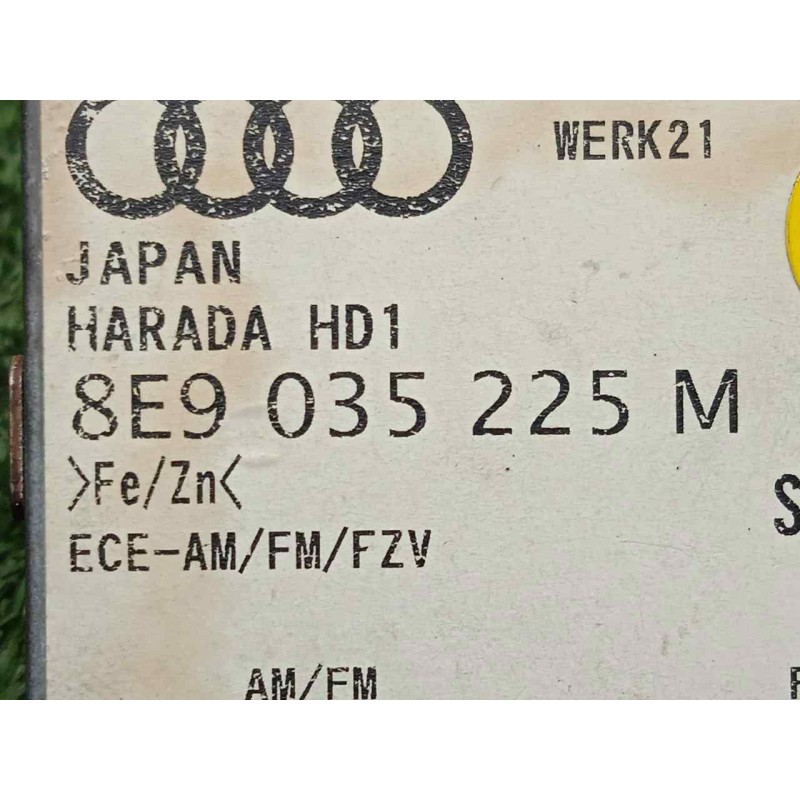 WERK21
JAPAN
HARADA HD1
8E9 035 225 M
>Fe/Zn<
ECE-AM/FM/FZV
S
AM/FM